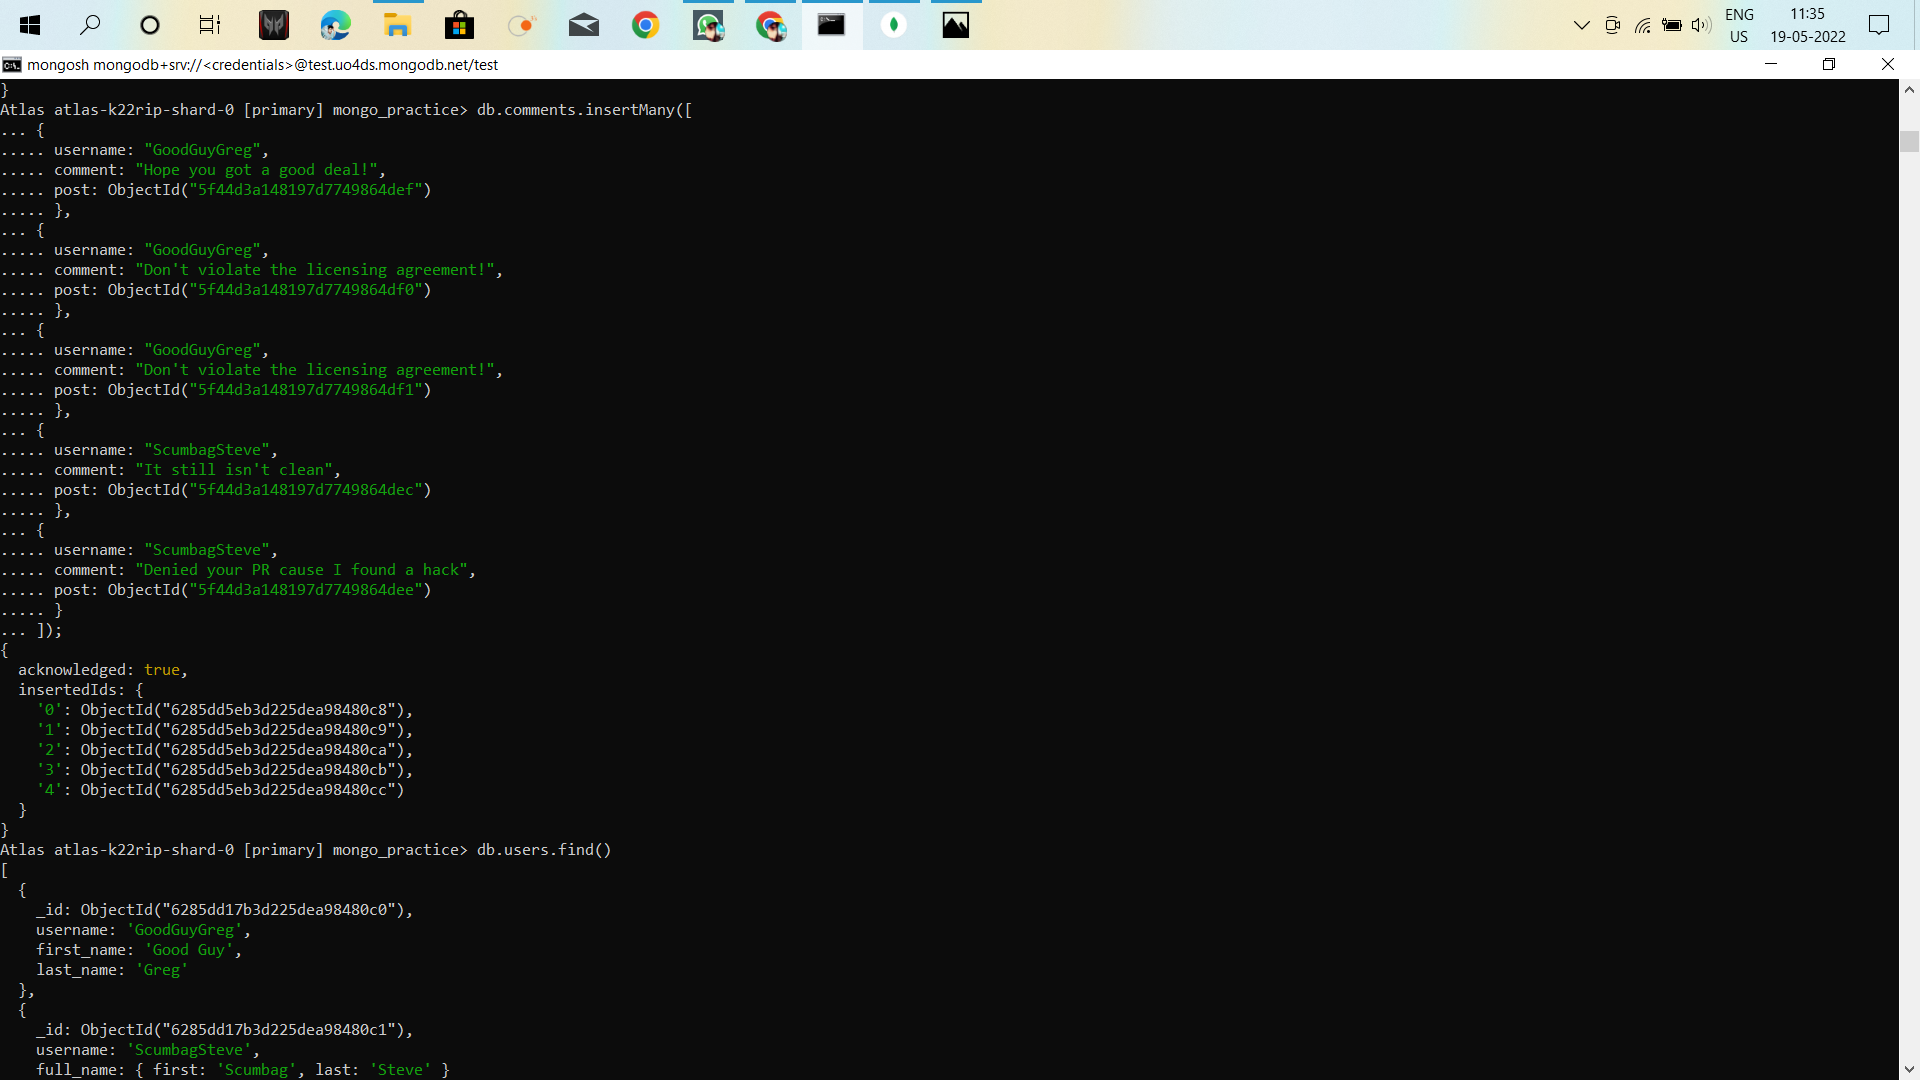 ENG
US
11:35
19-05-2022
mongosh mongodb+srv://<credentials>@test.uo4ds.mongodb.net/test
}
Atlas atlas-k22rip-shard-0 [primary] mongo_practice> db.comments.insertMany([
... {
..... username: "GoodGuyGreg",
..... comment: "Hope you got a good deal!",
..... post: ObjectId("5f44d3a148197d7749864def")
..... },
... {
..... username: "GoodGuyGreg",
..... comment: "Don't violate the licensing agreement!",
..... post: ObjectId("5f44d3a148197d7749864df0")
..... },
... {
..... username: "GoodGuyGreg",
..... comment: "Don't violate the licensing agreement!",
..... post: ObjectId("5f44d3a148197d7749864df1")
..... },
... {
..... username: "ScumbagSteve",
..... comment: "It still isn't clean",
..... post: ObjectId("5f44d3a148197d7749864dec")
..... },
... {
..... username: "ScumbagSteve",
..... comment: "Denied your PR cause I found a hack",
..... post: ObjectId("5f44d3a148197d7749864dee")
..... }
... ]);
{
  acknowledged: true,
  insertedIds: {
    '0': ObjectId("6285dd5eb3d225dea98480c8"),
    '1': ObjectId("6285dd5eb3d225dea98480c9"),
    '2': ObjectId("6285dd5eb3d225dea98480ca"),
    '3': ObjectId("6285dd5eb3d225dea98480cb"),
    '4': ObjectId("6285dd5eb3d225dea98480cc")
  }
}
Atlas atlas-k22rip-shard-0 [primary] mongo_practice> db.users.find()
[
  {
    _id: ObjectId("6285dd17b3d225dea98480c0"),
    username: 'GoodGuyGreg',
    first_name: 'Good Guy',
    last_name: 'Greg'
  },
  {
    _id: ObjectId("6285dd17b3d225dea98480c1"),
    username: 'ScumbagSteve',
    full_name: { first: 'Scumbag', last: 'Steve' }